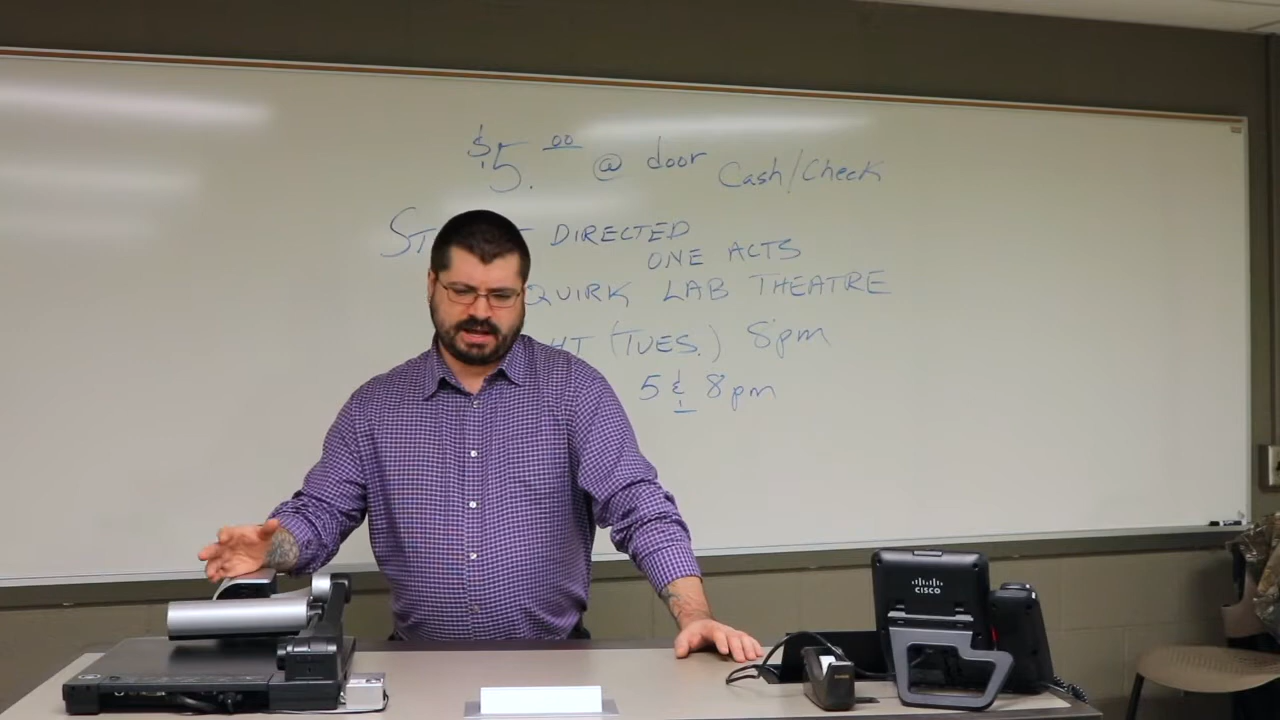 $5.00 @ door Cash/Check
DIRECTED
ONE ACTS
QUIRK LAB THEATRE
(TUES.) 8pm
5 & 8pm
CISCO